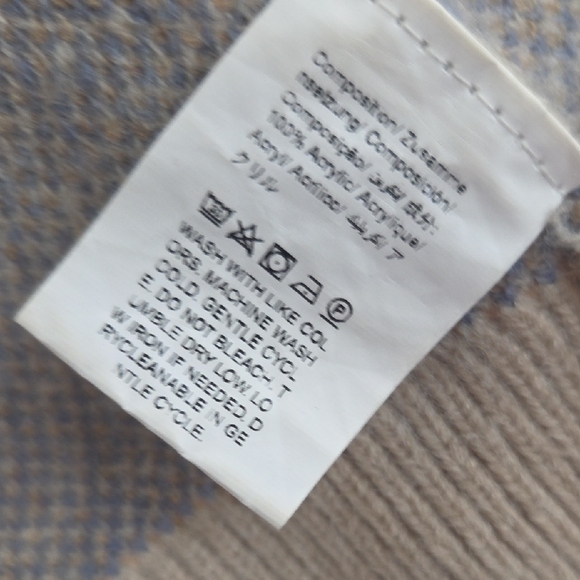 Composition/ Zusamme
nsetzung/ Composición/
Composição/ 成分:
100% Acrylic/ Acrylique/
Acryl/ Acrílico/ ア
クリル
WASH WITH LIKE COL
ORS. MACHINE WASH
COLD. GENTLE CYCL
E. DO NOT BLEACH. T
UMBLE DRY LOW. LO
W IRON IF NEEDED. D
RYCLEANABLE IN GE
NTLE CYCLE.